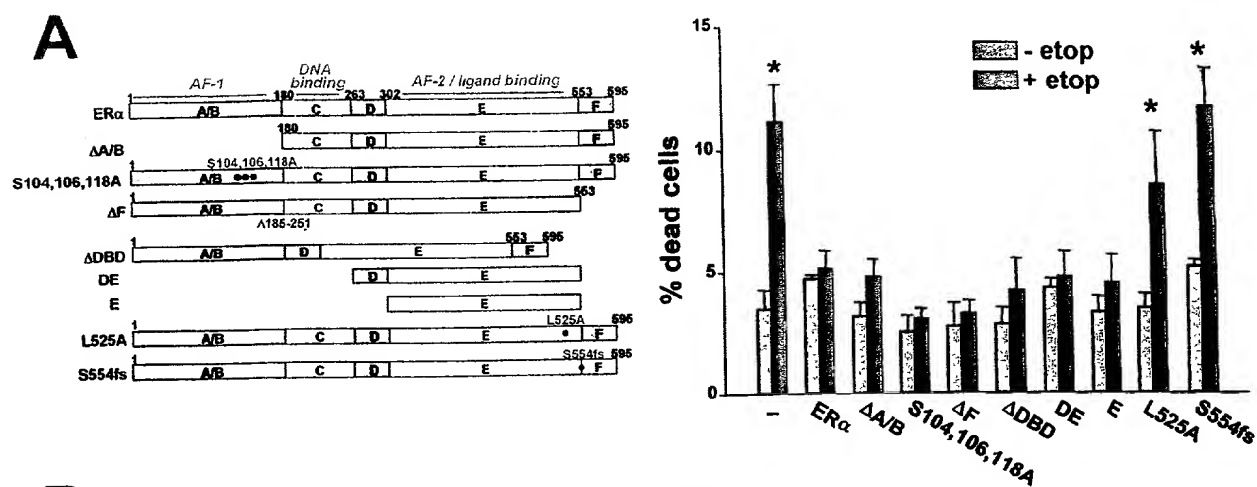 A
AF-1 DNA binding AF-2 / ligand binding
1 180 263 302 553 595
ERα A/B C D E F
180 595
ΔA/B C D E F
1 S104,106,118A 595
S104,106,118A A/B C D E F
1 553
ΔF A/B C D E
Δ185-251
1 553 595
ΔDBD A/B D E F
DE D E
E E
1 L525A 595
L525A A/B C D E F
1 S554fs 595
S554fs A/B C D E F
% dead cells
15
10
5
0
- etop
+ etop
* * *
– ERα ΔA/B S104,106,118A ΔF ΔDBD DE E L525A S554fs